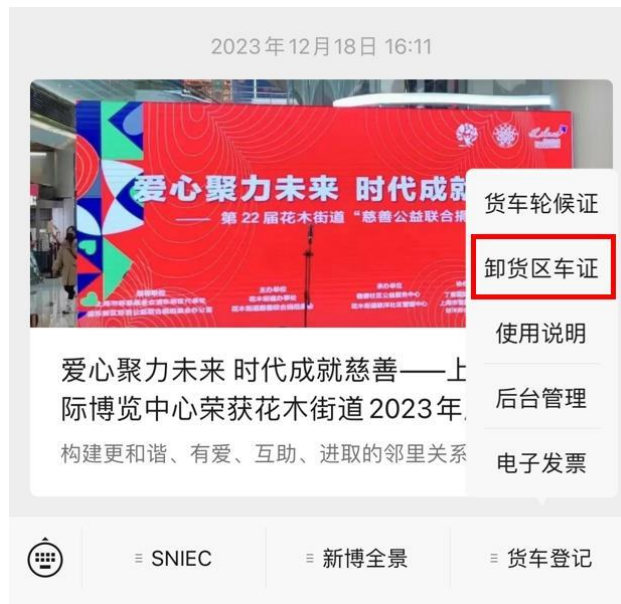 2023年12月18日 16:11
爱心聚力未来 时代成就
—— 第22届花木街道“慈善公益联合捐
货车轮候证
卸货区车证
使用说明
后台管理
电子发票
爱心聚力未来 时代成就慈善——上
际博览中心荣获花木街道2023年
构建更和谐、有爱、互助、进取的邻里关系
SNIEC
新博全景
货车登记